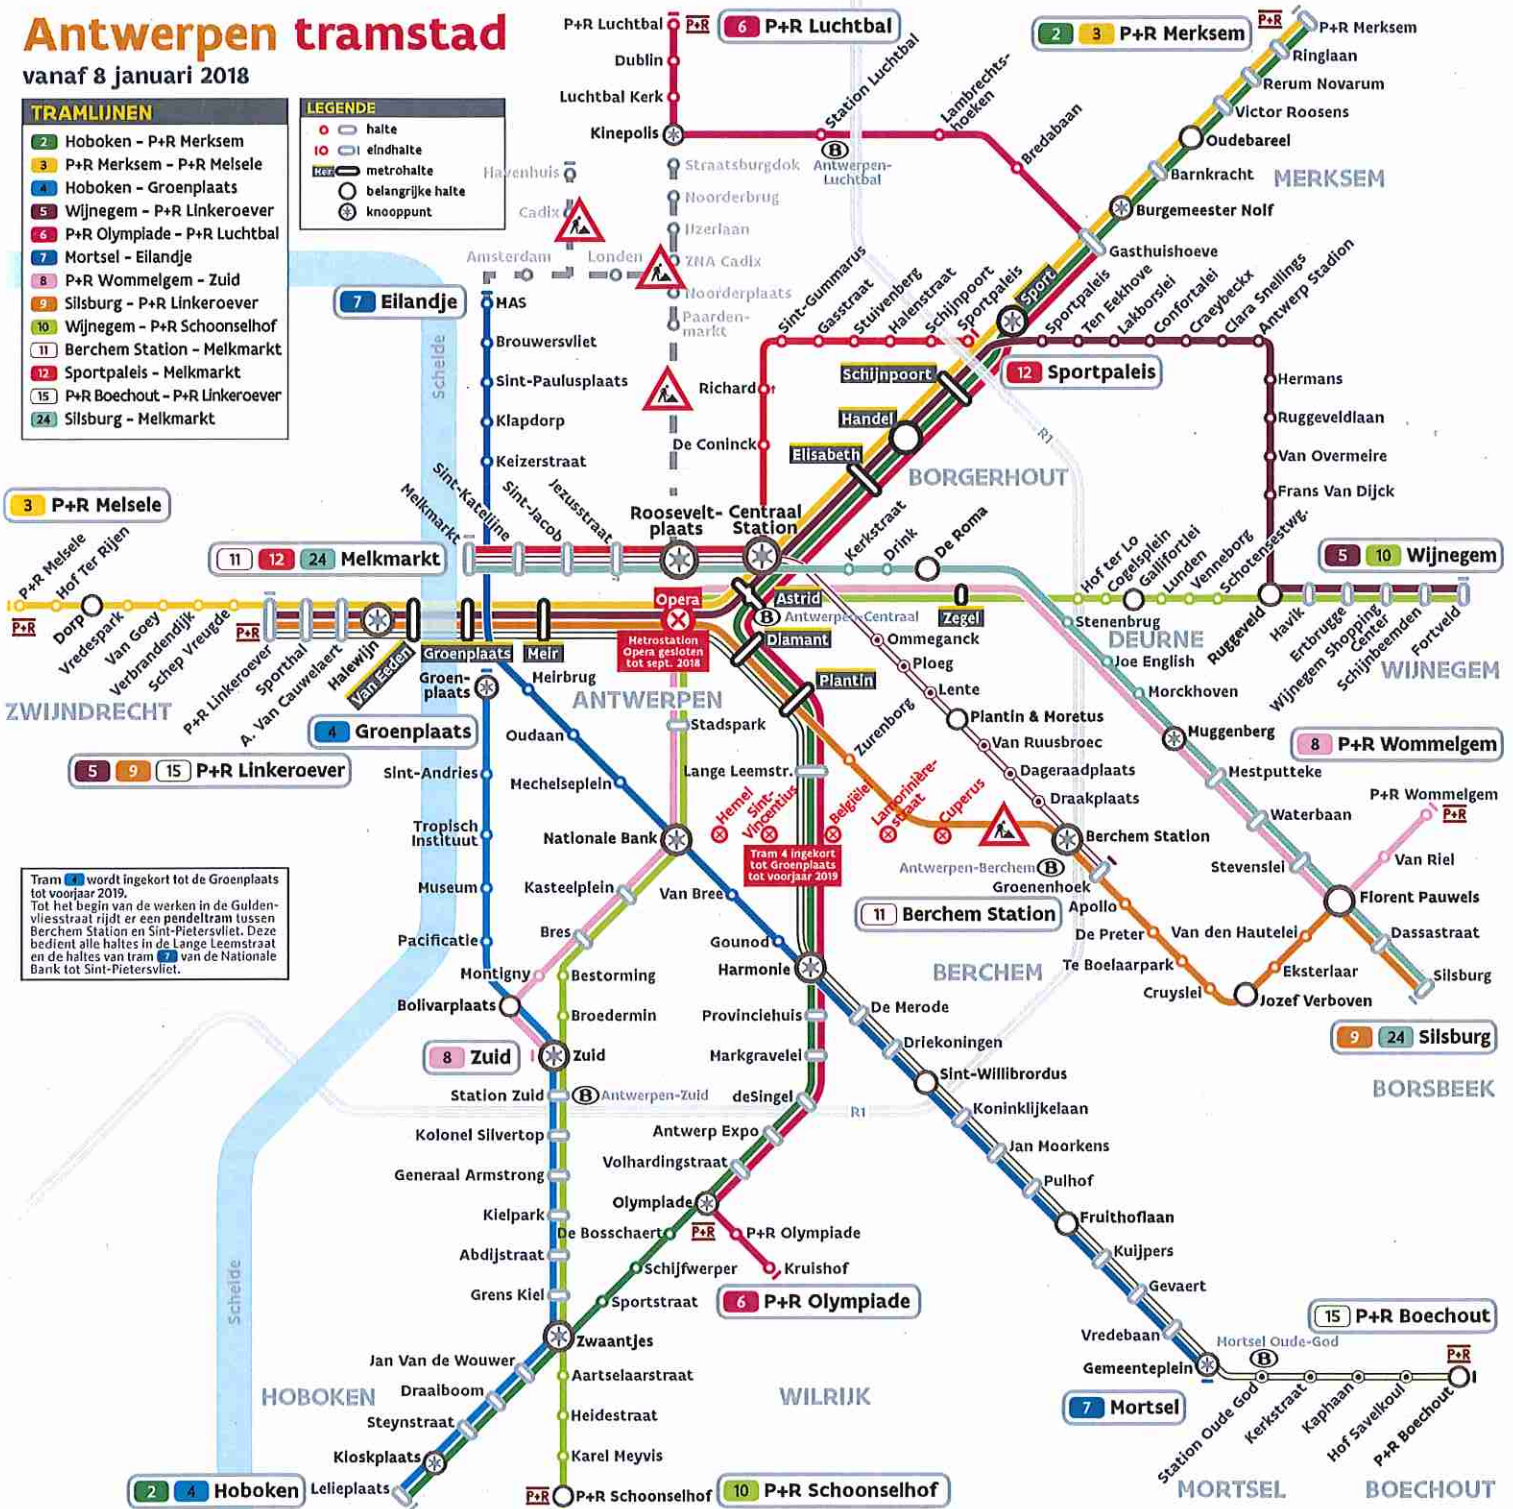 Antwerpen tramstad
vanaf 8 januari 2018
TRAMLIJNEN
2 Hoboken - P+R Merksem
3 P+R Merksem - P+R Melsele
4 Hoboken - Groenplaats
5 Wijnegem - P+R Linkeroever
6 P+R Olympiade - P+R Luchtbal
7 Mortsel - Eilandje
8 P+R Wommelgem - Zuid
9 Silsburg - P+R Linkeroever
10 Wijnegem - P+R Schoonselhof
11 Berchem Station - Melkmarkt
12 Sportpaleis - Melkmarkt
15 P+R Boechout - P+R Linkeroever
24 Silsburg - Melkmarkt
LEGENDE
halte
eindhalte
metrohalte
belangrijke halte
knooppunt
P+R Luchtbal
P+R
6 P+R Luchtbal
Dublin
Luchtbal Kerk
Kinepolis
Station Luchtbal
B
Antwerpen-
Luchtbal
Lambrechts-
hoeken
Bredabaan
2 3 P+R Merksem
P+R
P+R Merksem
Ringlaan
Rerum Novarum
Victor Roosens
Oudebareel
Barnkracht
MERKSEM
Burgemeester Nolf
Gasthuishoeve
Havenhuis
Cadix
Amsterdam
Londen
Straatsburgdok
Noorderbrug
IJzerlaan
ZNA Cadix
Noorderplaats
Paarden-
markt
7 Eilandje
MAS
Brouwersvliet
Sint-Paulusplaats
Klapdorp
Keizerstraat
Schelde
Sint-Gummarus
Gasstraat
Stuivenberg
Halenstraat
Schijnpoort
Sportpaleis
Sport
Sportpaleis
Ten Eekhove
Lakborslei
Confortalei
Craeybeckx
Clara Snellings
Antwerp Stadion
12 Sportpaleis
Schijnpoort
Handel
Elisabeth
Richard
De Coninck
R1
BORGERHOUT
Hermans
Ruggeveldlaan
Van Overmeire
Frans Van Dijck
3 P+R Melsele
P+R Melsele
Hof Ter Rijen
P+R
Dorp
Vredespark
Van Goey
Verbrandendijk
Schep Vreugde
ZWIJNDRECHT
11 12 24 Melkmarkt
Melkmarkt
Sint-Katelijne
Sint-Jacob
Jezusstraat
Roosevelt-
plaats
Centraal
Station
Kerkstraat
Drink
De Roma
Hof ter Lo
Cogelsplein
Gallifortlei
Lunden
Venneborg
Schotensestwg.
5 10 Wijnegem
P+R
P+R Linkeroever
Sporthal
A. Van Cauwelaert
Halewijn
Van Eeden
Groenplaats
Meir
Opera
Metrostation
Opera gesloten
tot sept. 2018
Astrid
B Antwerpen-Centraal
Diamant
Plantin
Zegel
Stenenbrug
DEURNE
Ruggeveld
Havik
Ertbrugge
Wijnegem Shopping
Center
Schijnbeemden
Fortveld
WIJNEGEM
Joe English
Morckhoven
Muggenberg
Mestputteke
Waterbaan
Stevenslei
8 P+R Wommelgem
P+R Wommelgem
P+R
Van Riel
Florent Pauwels
Dassastraat
Silsburg
9 24 Silsburg
BORSBEEK
Ommeganck
Ploeg
Lente
Plantin & Moretus
Van Ruusbroec
Dageraadplaats
Draakplaats
Berchem Station
Antwerpen-Berchem B
Groenenhoek
11 Berchem Station
Apollo
De Preter
Te Boelaarpark
Cruyslei
Jozef Verboven
Eksterlaar
Van den Hautelei
BERCHEM
Groen-
plaats
4 Groenplaats
5 9 15 P+R Linkeroever
ANTWERPEN
Meirbrug
Oudaan
Mechelseplein
Stadspark
Lange Leemstr.
Zurenborg
Hemel
Sint-
Vincentius
Belgiëlei
Lamorinière-
straat
Cuperus
Tram 4 ingekort
tot Groenplaats
tot voorjaar 2019
Nationale Bank
Sint-Andries
Tropisch
Instituut
Museum
Pacificatie
Kasteelplein
Bres
Montigny
Bolivarplaats
8 Zuid
Zuid
Bestorming
Broedermin
Van Bree
Gounod
Harmonie
Tram 4 wordt ingekort tot de Groenplaats
tot voorjaar 2019.
Tot het begin van de werken in de Gulden-
vliesstraat rijdt er een pendeltram tussen
Berchem Station en Sint-Pietersvliet. Deze
bedient alle haltes in de Lange Leemstraat
en de haltes van tram 7 van de Nationale
Bank tot Sint-Pietersvliet.
Station Zuid
B Antwerpen-Zuid
Kolonel Silvertop
Generaal Armstrong
Kielpark
Abdijstraat
Grens Kiel
Zwaantjes
Provinciehuis
Markgravelei
deSingel
Antwerp Expo
Volhardingstraat
Olympiade
P+R
P+R Olympiade
Kruishof
De Bosschaert
Schijfwerper
Sportstraat
6 P+R Olympiade
R1
De Merode
Driekoningen
Sint-Willibrordus
Koninklijkelaan
Jan Moorkens
Pulhof
Fruithoflaan
Kuijpers
Gevaert
Vredebaan
Gemeenteplein
7 Mortsel
Mortsel Oude-God
B
15 P+R Boechout
P+R
Station Oude God
Kerkstraat
Kaphaan
Hof Savelkoul
P+R Boechout
MORTSEL
BOECHOUT
Schelde
HOBOKEN
WILRIJK
Jan Van de Wouwer
Draaiboom
Steynstraat
Kioskplaats
Lelieplaats
2 4 Hoboken
Aartselaarstraat
Heidestraat
Karel Meyvis
P+R
P+R Schoonselhof
10 P+R Schoonselhof